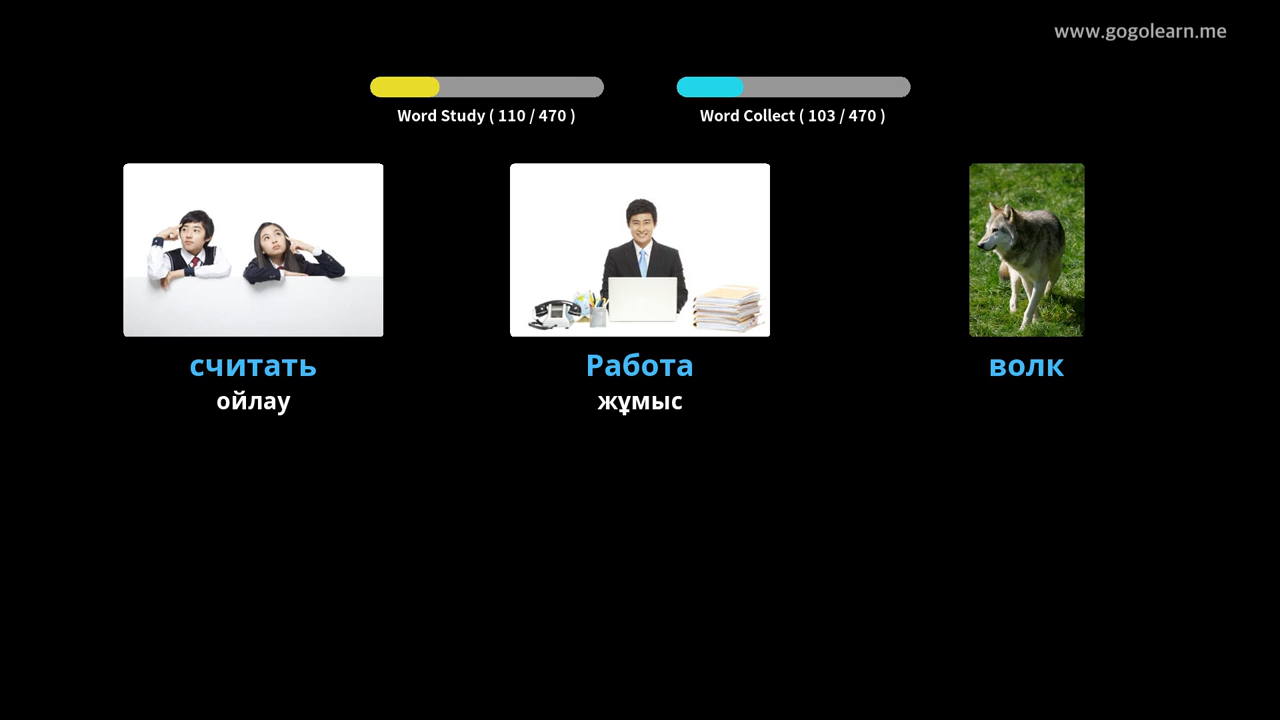 www.gogolearn.me
Word Study ( 110 / 470 )
Word Collect ( 103 / 470 )
считать
ойлау
Работа
жұмыс
волк